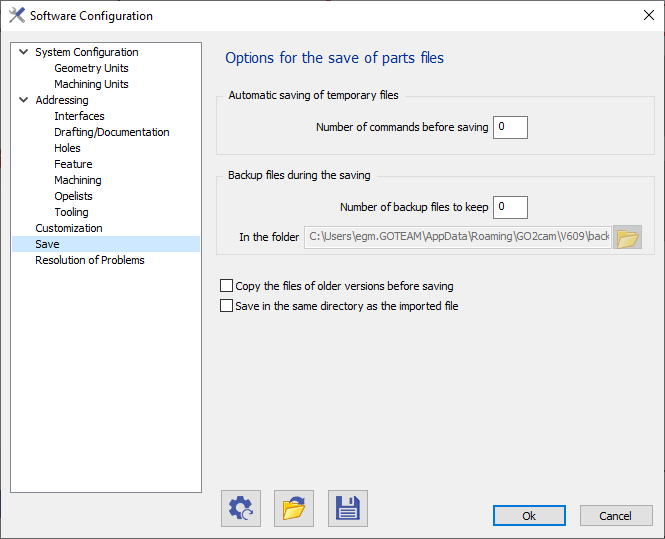 Software Configuration
System Configuration
Geometry Units
Machining Units
Addressing
Interfaces
Drafting/Documentation
Holes
Feature
Machining
Opelists
Tooling
Customization
Save
Resolution of Problems
Options for the save of parts files
Automatic saving of temporary files
Number of commands before saving 0
Backup files during the saving
Number of backup files to keep 0
In the folder C:\Users\egm.GOTEAM\AppData\Roaming\GO2cam\V609\back
Copy the files of older versions before saving
Save in the same directory as the imported file
Ok Cancel